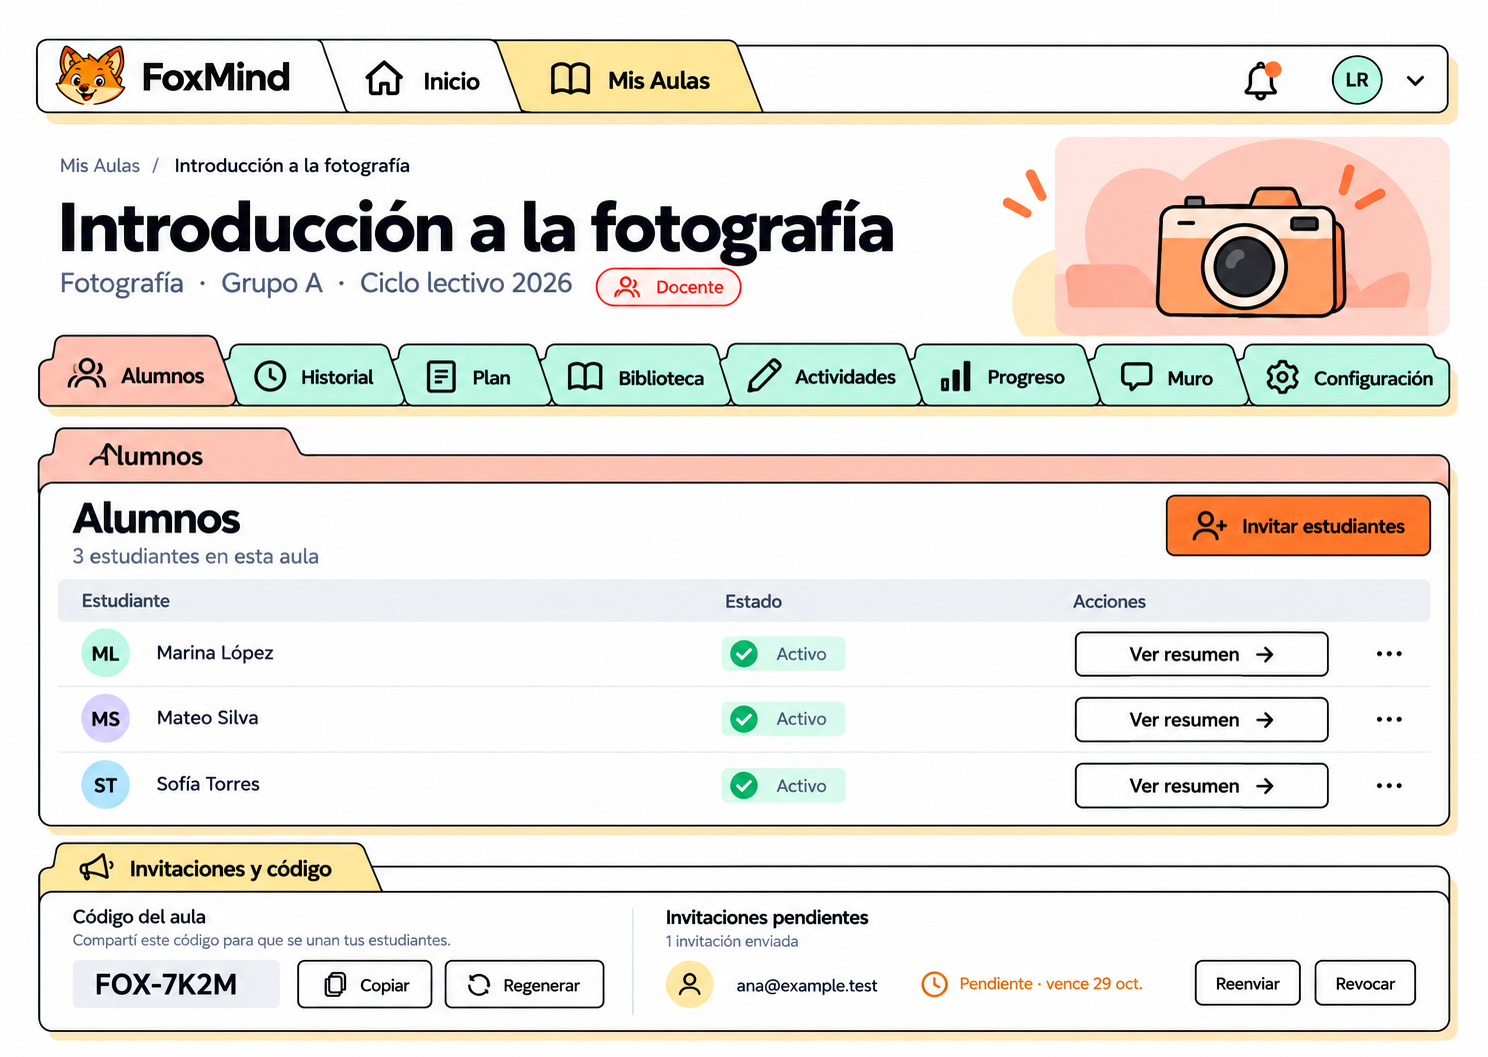 FoxMind
Inicio
Mis Aulas
LR
Mis Aulas / Introducción a la fotografía
Introducción a la fotografía
Fotografía · Grupo A · Ciclo lectivo 2026
Docente
Alumnos
Historial
Plan
Biblioteca
Actividades
Progreso
Muro
Configuración
Alumnos
Alumnos
3 estudiantes en esta aula
Invitar estudiantes
Estudiante Estado Acciones
ML Marina López Activo Ver resumen →
MS Mateo Silva Activo Ver resumen →
ST Sofía Torres Activo Ver resumen →
Invitaciones y código
Código del aula
Compartí este código para que se unan tus estudiantes.
FOX-7K2M
Copiar
Regenerar
Invitaciones pendientes
1 invitación enviada
ana@example.test
Pendiente · vence 29 oct.
Reenviar
Revocar